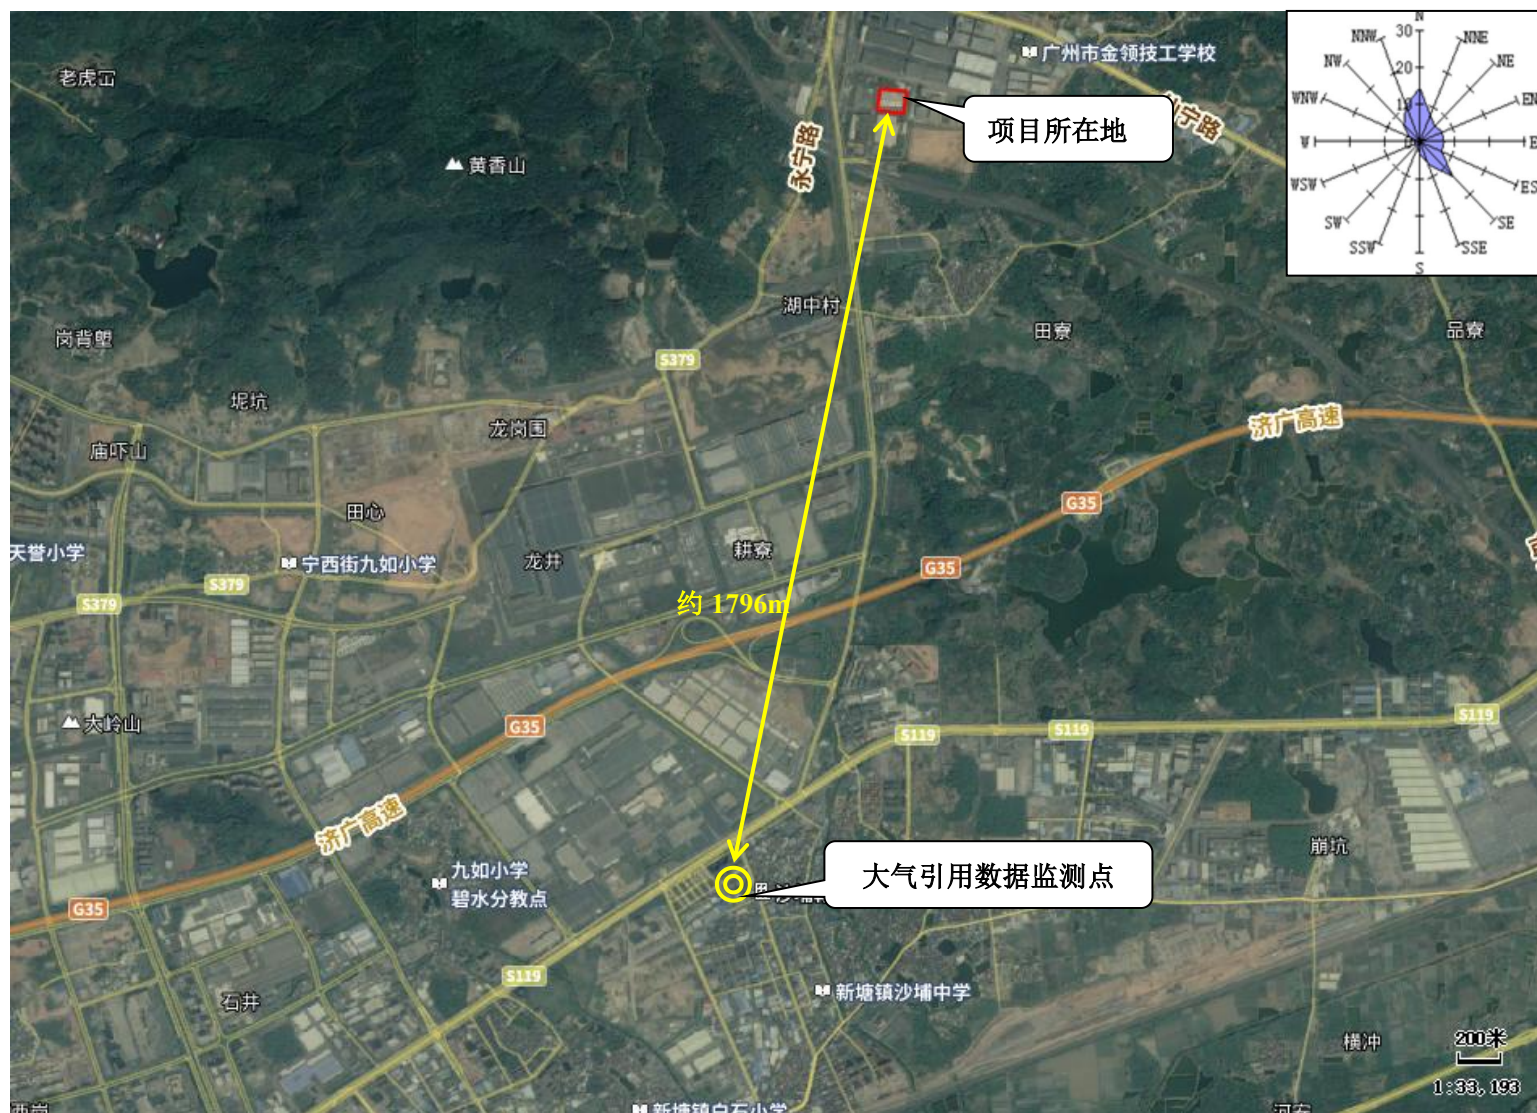 老虎冚
广州市金领技工学校
项目所在地
宁路
永宁路
黄香山
N
30
20
10
0
NNE
NE
E
SE
SSE
S
SSW
SW
WSW
W
WNW
NW
NNW
湖中村
田寮
品寮
岗背塱
S379
坭坑
龙岗围
济广高速
庙吓山
G35
田心
天誉小学
宁西街九如小学
龙井
耕寮
G35
S379
S379
约 1796m
大岭山
G35
S119
S119
S119
济广高速
崩坑
九如小学
碧水分教点
大气引用数据监测点
G35
S119
石井
新塘镇沙埔中学
横冲
200米
1:33,193
新塘镇白石小学